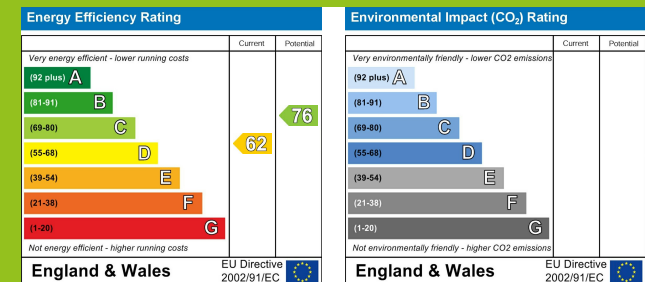 Energy Efficiency Rating
Current Potential
Very energy efficient - lower running costs
(92 plus) A
(81-91) B
(69-80) C
(55-68) D
(39-54) E
(21-38) F
(1-20) G
62
76
Not energy efficient - higher running costs
England & Wales
EU Directive
2002/91/EC
Environmental Impact (CO₂) Rating
Current Potential
Very environmentally friendly - lower CO2 emissions
(92 plus) A
(81-91) B
(69-80) C
(55-68) D
(39-54) E
(21-38) F
(1-20) G
Not environmentally friendly - higher CO2 emissions
England & Wales
EU Directive
2002/91/EC